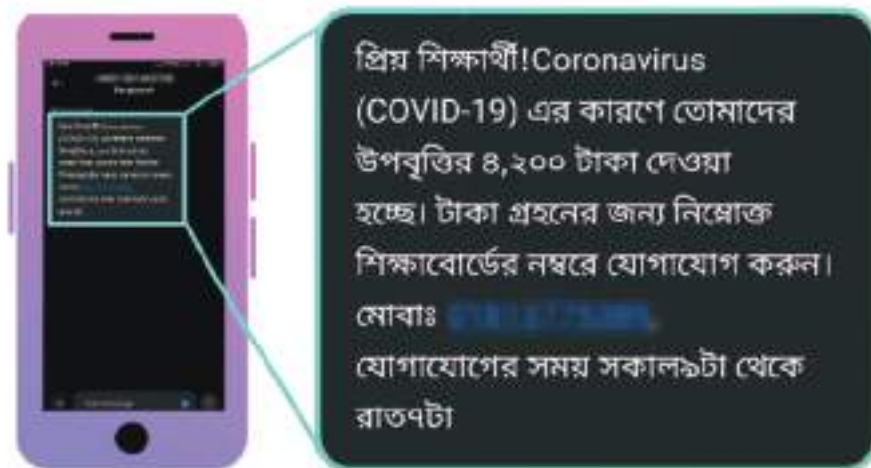 প্রিয় শিক্ষার্থী!Coronavirus
(COVID-19) এর কারণে তোমাদের
উপবৃত্তির ৪,২০০ টাকা দেওয়া
হচ্ছে। টাকা গ্রহনের জন্য নিম্নোক্ত
শিক্ষাবোর্ডের নম্বরে যোগাযোগ করুন।
মোবাঃ
যোগাযোগের সময় সকাল৯টা থেকে
রাত৭টা